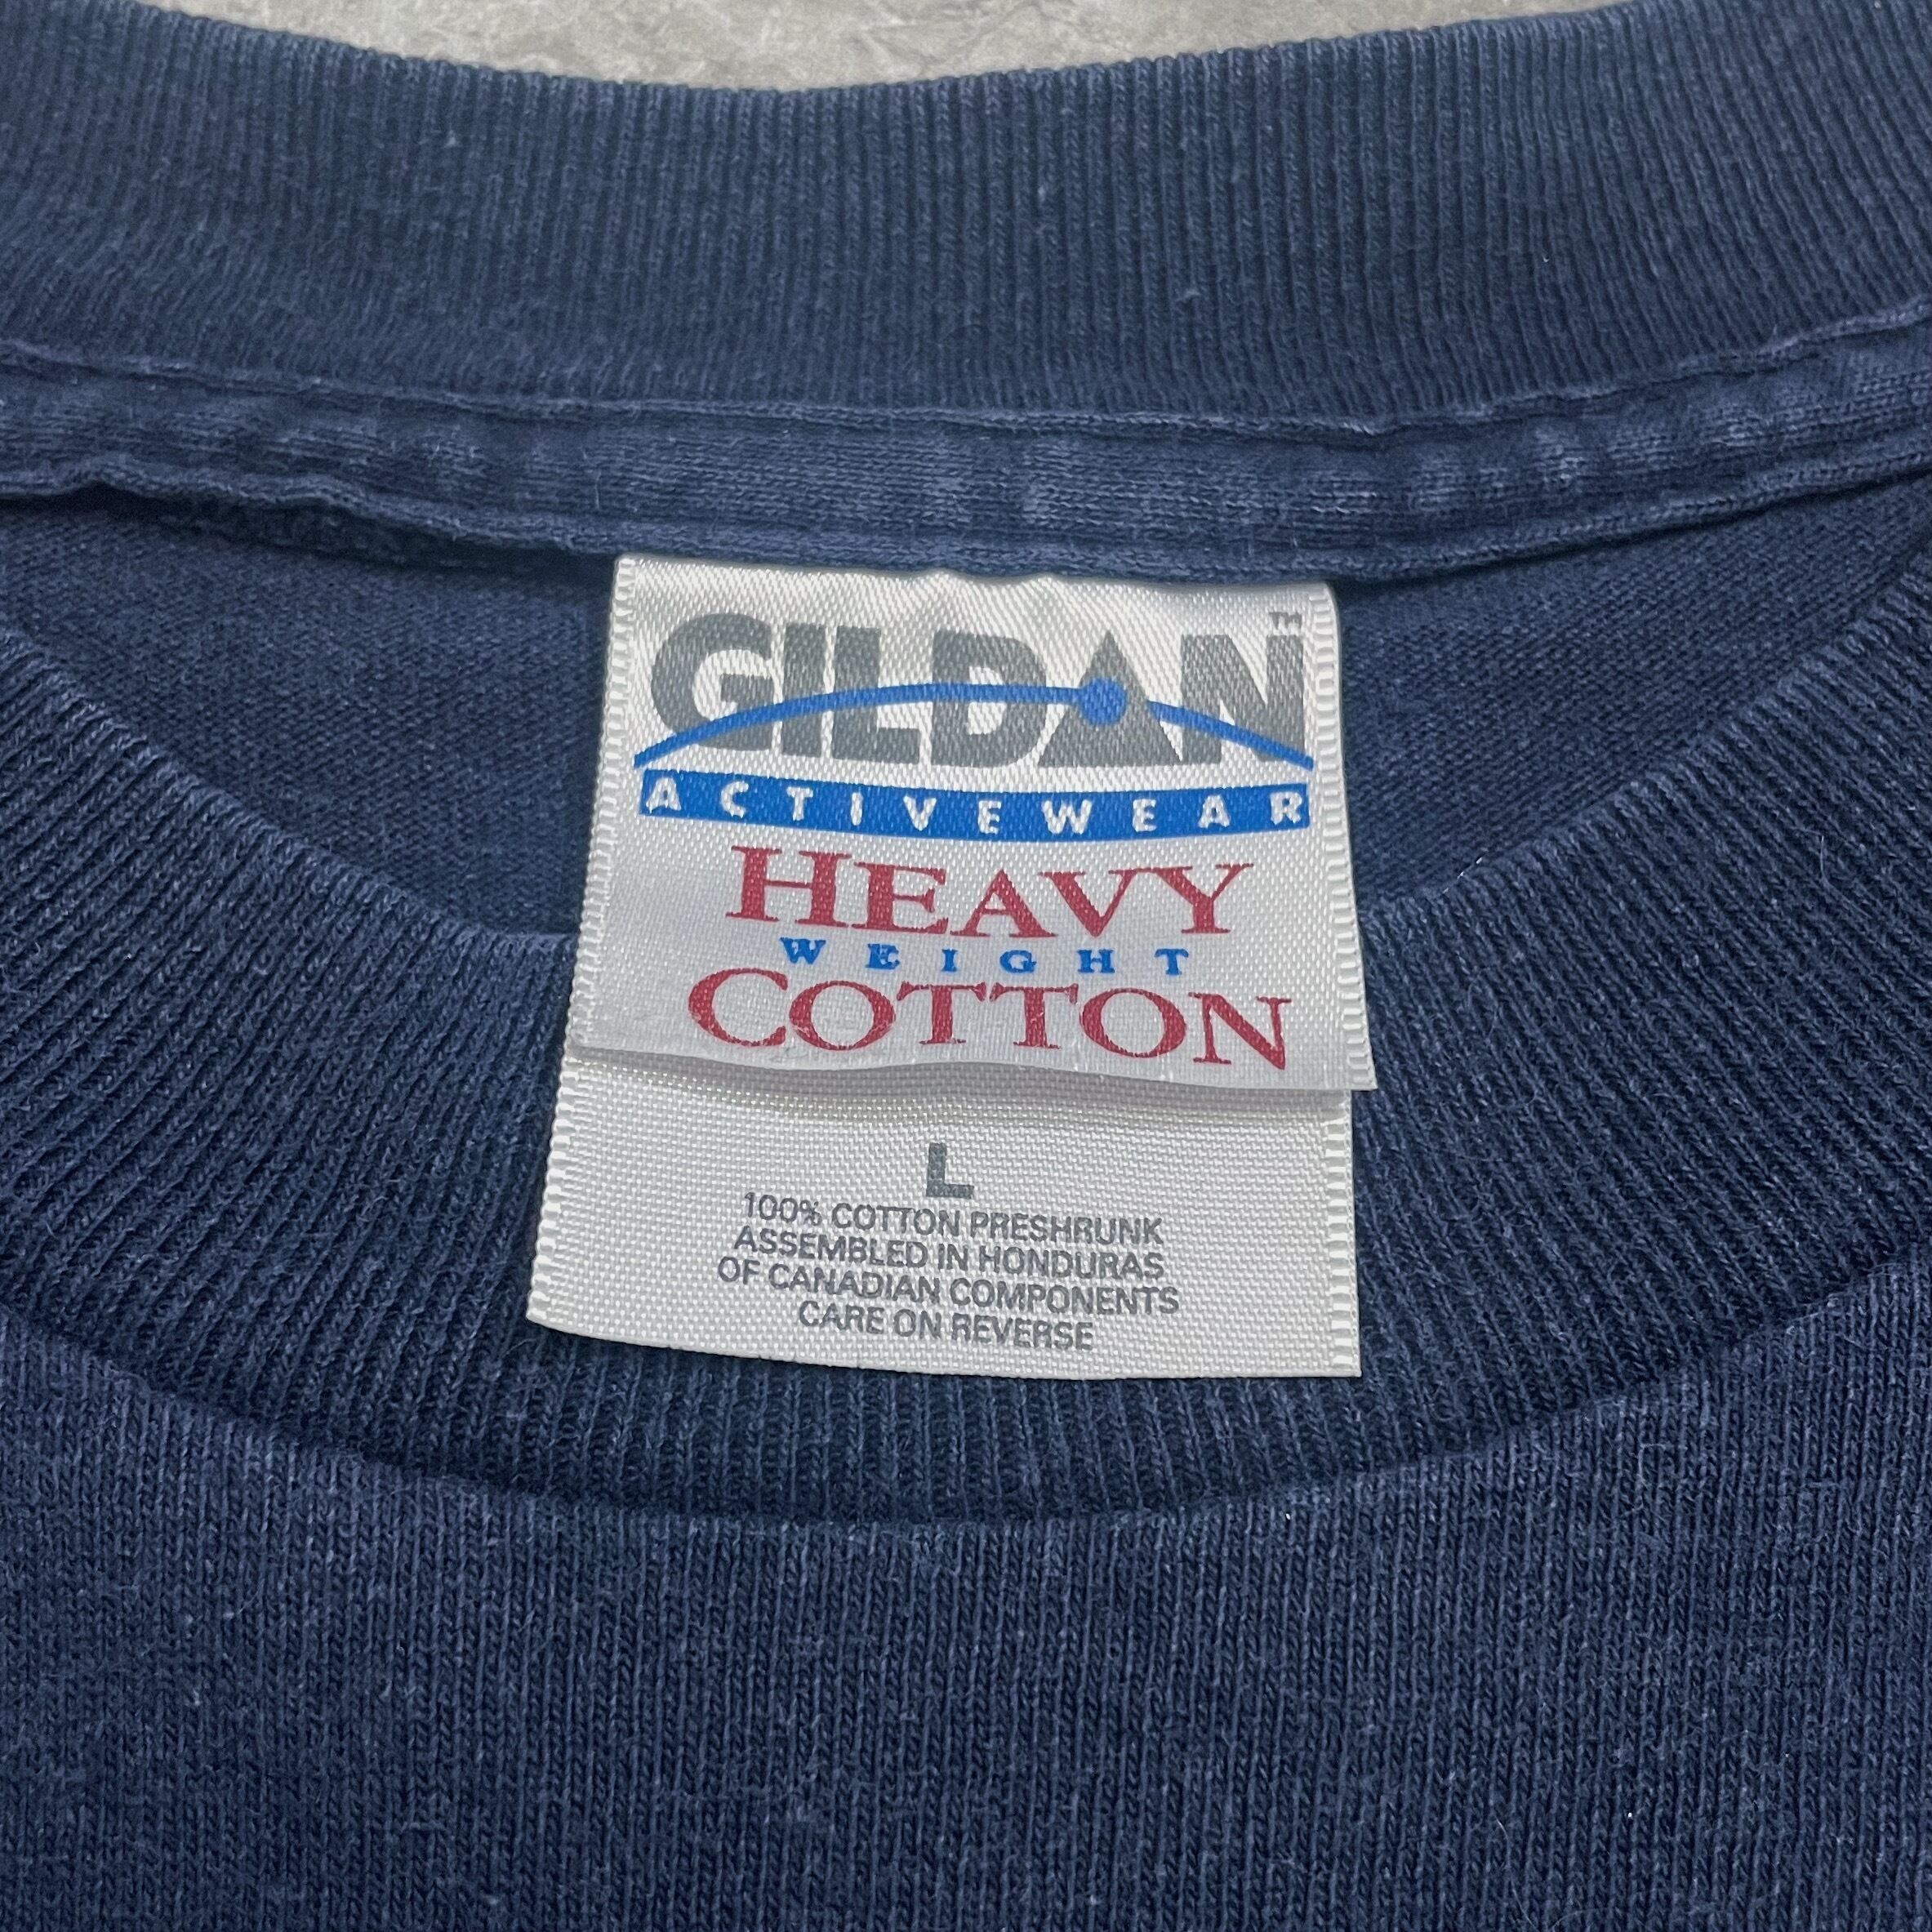 GILDAN™
ACTIVEWEAR
HEAVY
WEIGHT
COTTON
L
100% COTTON PRESHRUNK
ASSEMBLED IN HONDURAS
OF CANADIAN COMPONENTS
CARE ON REVERSE